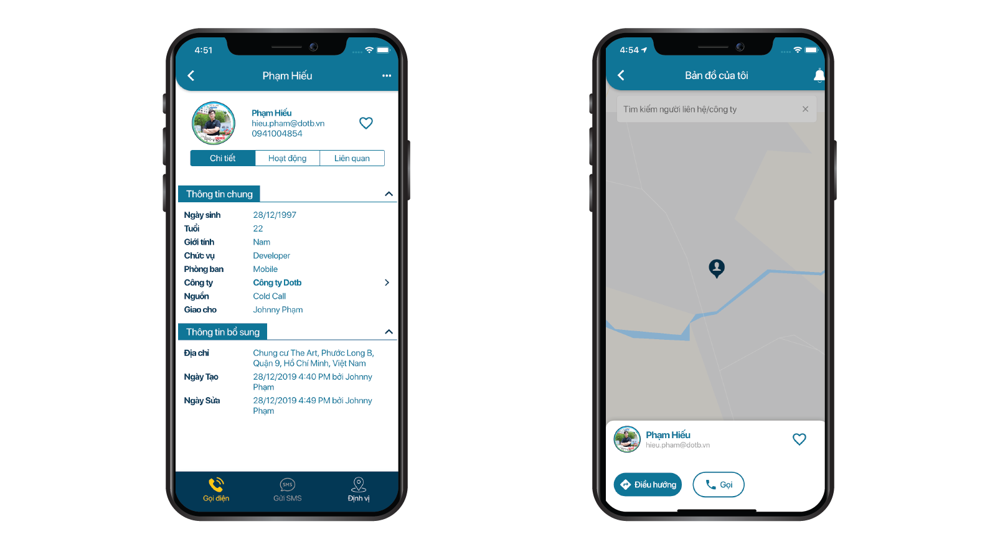 4:51
Phạm Hiếu
Phạm Hiếu
hieu.pham@dotb.vn
0941004854
Chi tiết
Hoạt động
Liên quan
Thông tin chung
Ngày sinh 28/12/1997
Tuổi 22
Giới tính Nam
Chức vụ Developer
Phòng ban Mobile
Công ty Công ty Dotb
Nguồn Cold Call
Giao cho Johnny Phạm
Thông tin bổ sung
Địa chỉ Chung cư The Art, Phước Long B,
Quận 9, Hồ Chí Minh, Việt Nam
Ngày Tạo 28/12/2019 4:40 PM bởi Johnny
Phạm
Ngày Sửa 28/12/2019 4:49 PM bởi Johnny
Phạm
Gọi điện
SMS
Gửi SMS
Định vị
4:54
Bản đồ của tôi
Tìm kiếm người liên hệ/công ty
Phạm Hiếu
hieu.pham@dotb.vn
Điều hướng
Gọi